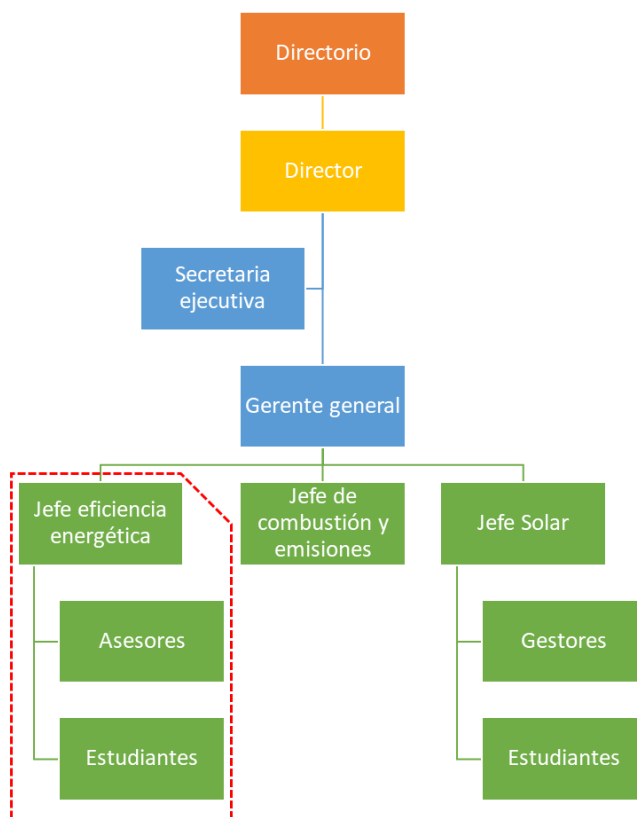 Directorio
Director
Secretaria
ejecutiva
Gerente general
Jefe eficiencia
energética
Jefe de
combustión y
emisiones
Jefe Solar
Asesores
Gestores
Estudiantes
Estudiantes